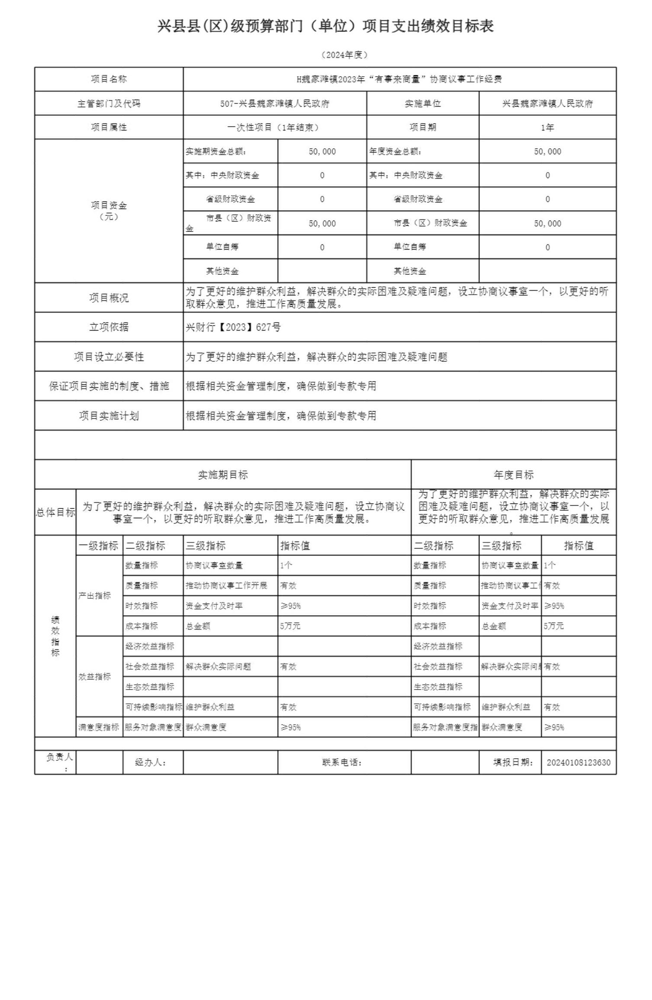 兴县县(区)级预算部门（单位）项目支出绩效目标表
（2024年度）
项目名称 H魏家滩镇2023年“有事来商量”协商议事工作经费
主管部门及代码 507-兴县魏家滩镇人民政府 实施单位 兴县魏家滩镇人民政府
项目属性 一次性项目（1年结束） 项目期 1年
项目资金
（元）
实施期资金总额： 50,000 年度资金总额： 50,000
其中：中央财政资金 0 其中：中央财政资金 0
省级财政资金 0 省级财政资金 0
市县（区）财政资
金 50,000 市县（区）财政资金 50,000
单位自筹 0 单位自筹 0
其他资金 其他资金
项目概况 为了更好的维护群众利益，解决群众的实际困难及疑难问题，设立协商议事室一个，以更好的听
取群众意见，推进工作高质量发展。
立项依据 兴财行【2023】627号
项目设立必要性 为了更好的维护群众利益，解决群众的实际困难及疑难问题
保证项目实施的制度、措施 根据相关资金管理制度，确保做到专款专用
项目实施计划 根据相关资金管理制度，确保做到专款专用
实施期目标 年度目标
总体目标
为了更好的维护群众利益，解决群众的实际困难及疑难问题，设立协商议
事室一个，以更好的听取群众意见，推进工作高质量发展。
为了更好的维护群众利益，解决群众的实际
困难及疑难问题，设立协商议事室一个，以
更好的听取群众意见，推进工作高质量发展
。
绩
效
指
标
一级指标 二级指标 三级指标 指标值 二级指标 三级指标 指标值
产出指标
数量指标 协商议事室数量 1个 数量指标 协商议事室数量 1个
质量指标 推动协商议事工作开展 有效 质量指标 推动协商议事工作 有效
时效指标 资金支付及时率 ≥95% 时效指标 资金支付及时率 ≥95%
成本指标 总金额 5万元 成本指标 总金额 5万元
效益指标
经济效益指标 经济效益指标
社会效益指标 解决群众实际问题 有效 社会效益指标 解决群众实际问题 有效
生态效益指标 生态效益指标
可持续影响指标 维护群众利益 有效 可持续影响指标 维护群众利益 有效
满意度指标 服务对象满意度 群众满意度 ≥95% 服务对象满意度指 群众满意度 ≥95%
负责人
： 经办人： 联系电话： 填报日期： 20240108123630